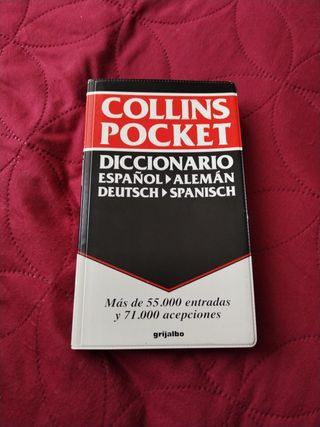 COLLINS
POCKET
DICCIONARIO
ESPAÑOL ▸ ALEMÁN
DEUTSCH ▸ SPANISCH
Más de 55.000 entradas
y 71.000 acepciones
grijalbo